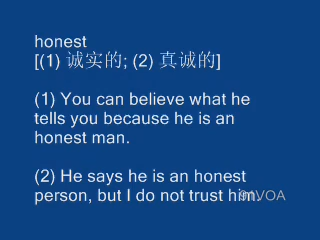 honest
[(1) 诚实的; (2) 真诚的]
(1) You can believe what he
tells you because he is an
honest man.
(2) He says he is an honest
person, but I do not trust him.
91VOA